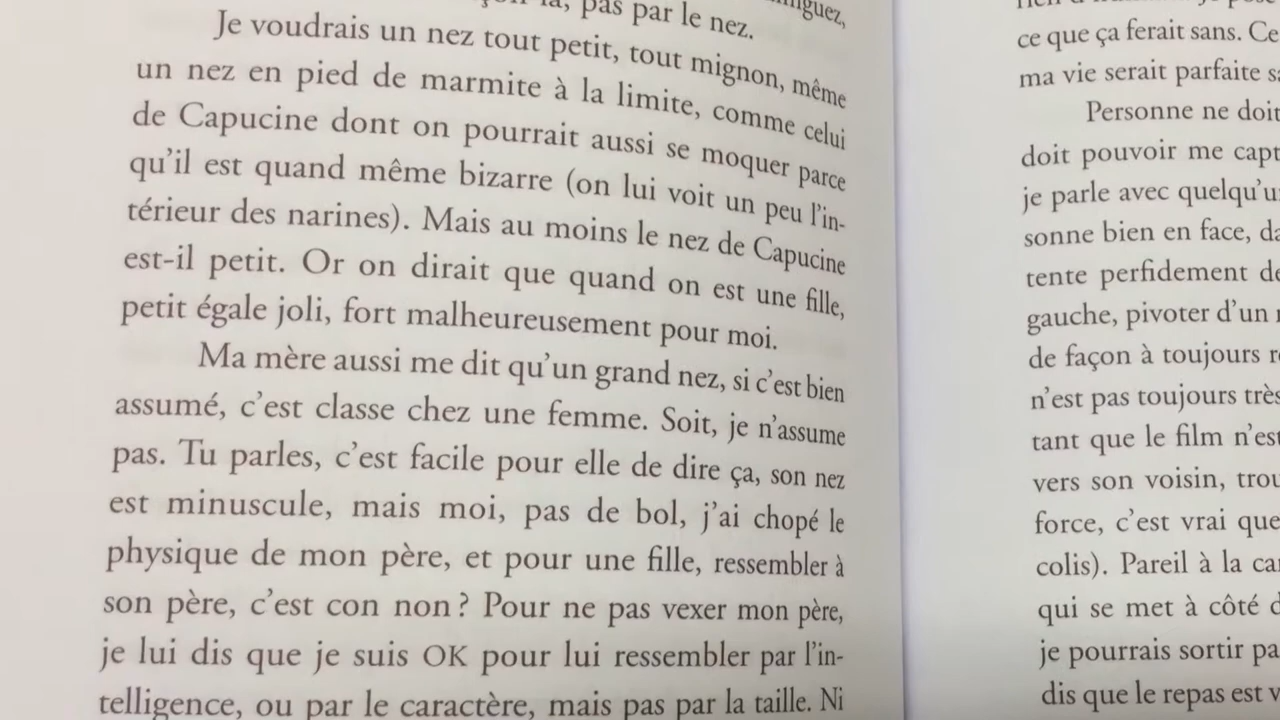 là, pas par le nez.
Je voudrais un nez tout petit, tout mignon, même
un nez en pied de marmite à la limite, comme celui
de Capucine dont on pourrait aussi se moquer parce
qu'il est quand même bizarre (on lui voit un peu l'in-
térieur des narines). Mais au moins le nez de Capucine
est-il petit. Or on dirait que quand on est une fille,
petit égale joli, fort malheureusement pour moi.
Ma mère aussi me dit qu'un grand nez, si c'est bien
assumé, c'est classe chez une femme. Soit, je n'assume
pas. Tu parles, c'est facile pour elle de dire ça, son nez
est minuscule, mais moi, pas de bol, j'ai chopé le
physique de mon père, et pour une fille, ressembler à
son père, c'est con non ? Pour ne pas vexer mon père,
je lui dis que je suis OK pour lui ressembler par l'in-
telligence, ou par le caractère, mais pas par la taille. Ni
ce que ça ferait sans. Ce
ma vie serait parfaite
Personne ne doit
doit pouvoir me capt
je parle avec quelqu'u
sonne bien en face, da
tente perfidement de
gauche, pivoter d'un
de façon à toujours
n'est pas toujours très
tant que le film n'est
vers son voisin, trou
force, c'est vrai que
colis). Pareil à la ca
qui se met à côté d
je pourrais sortir pa
dis que le repas est v